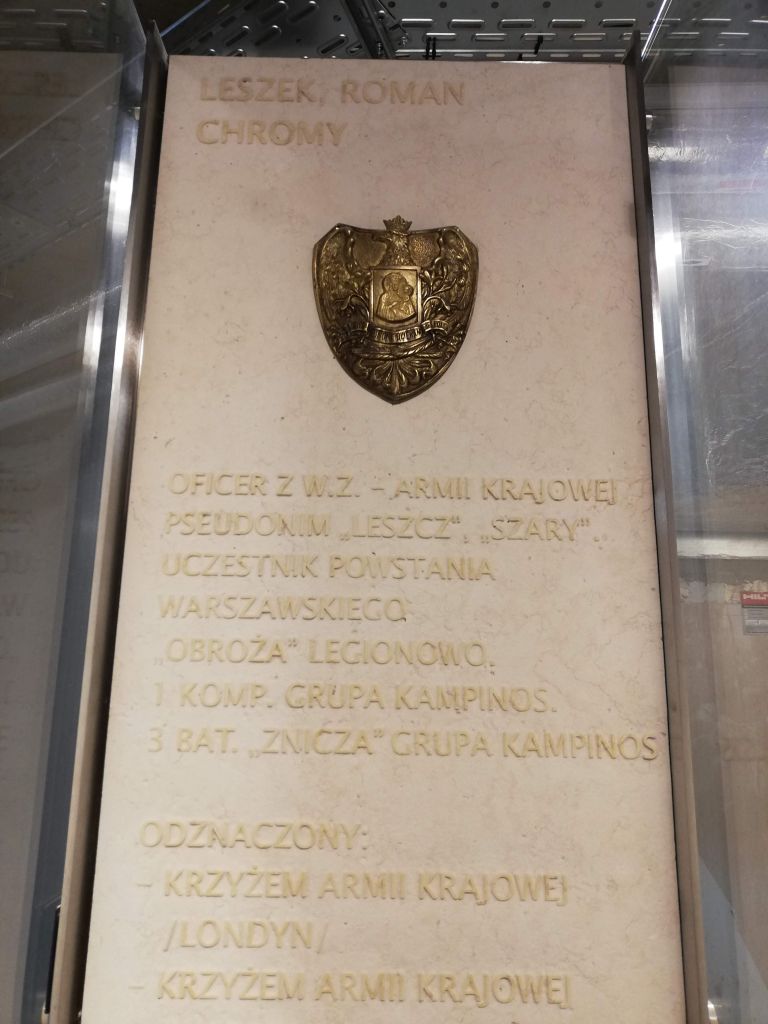 LESZEK, ROMAN
CHROMY
OFICER Z W.Z. – ARMII KRAJOWEJ
PSEUDONIM „LESZCZ”, „SZARY”.
UCZESTNIK POWSTANIA
WARSZAWSKIEGO
„OBROŻA” LEGIONOWO.
1 KOMP. GRUPA KAMPINOS.
3 BAT. „ZNICZA” GRUPA KAMPINOS
ODZNACZONY:
– KRZYŻEM ARMII KRAJOWEJ
/LONDYN/
– KRZYŻEM ARMII KRAJOWEJ
HILTI